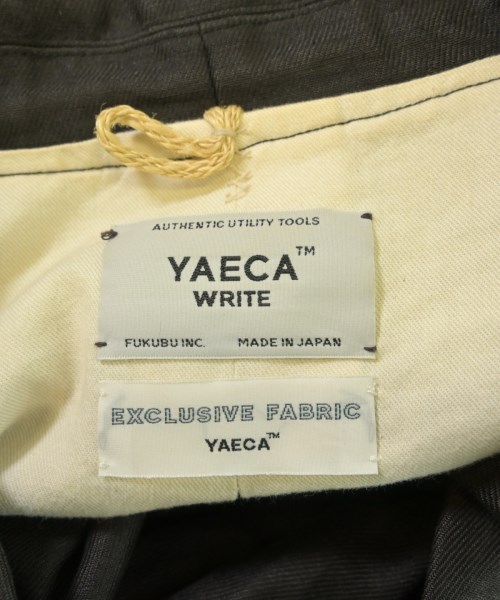 AUTHENTIC UTILITY TOOLS
YAECA™
WRITE
FUKUBU INC. MADE IN JAPAN
EXCLUSIVE FABRIC
YAECA™